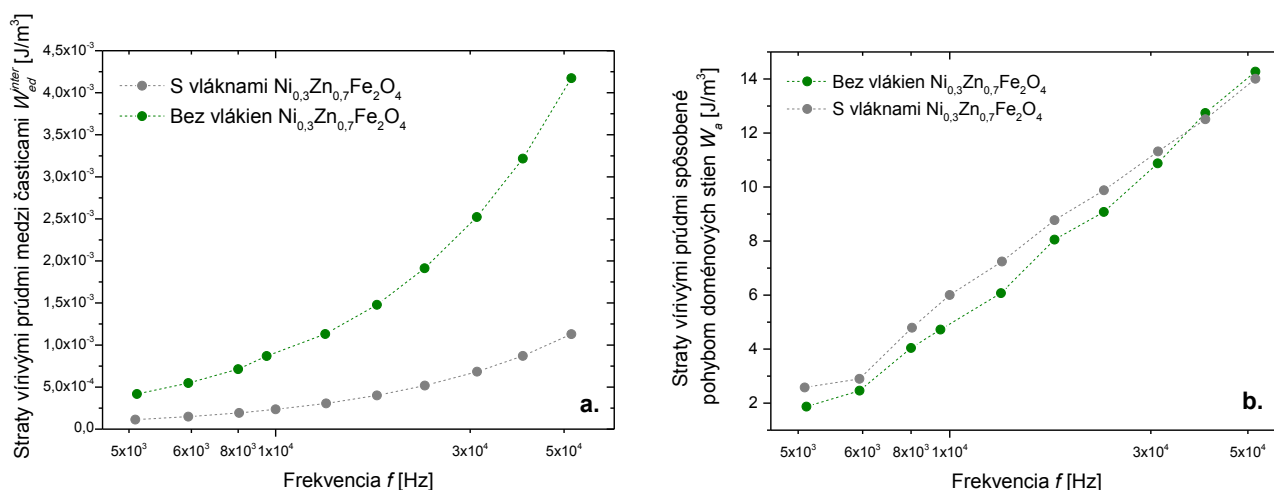 Straty vírivými prúdmi medzi časticami W_ed^inter [J/m³]
4,5x10⁻³
4,0x10⁻³
3,5x10⁻³
3,0x10⁻³
2,5x10⁻³
2,0x10⁻³
1,5x10⁻³
1,0x10⁻³
5,0x10⁻⁴
0,0
S vláknami Ni₀,₃Zn₀,₇Fe₂O₄
Bez vlákien Ni₀,₃Zn₀,₇Fe₂O₄
a.
5x10³ 6x10³ 8x10³ 1x10⁴ 3x10⁴ 5x10⁴
Frekvencia f [Hz]
Straty vírivými prúdmi spôsobené
pohybom doménových stien W_a [J/m³]
14
12
10
8
6
4
2
Bez vlákien Ni₀,₃Zn₀,₇Fe₂O₄
S vláknami Ni₀,₃Zn₀,₇Fe₂O₄
b.
5x10³ 6x10³ 8x10³ 1x10⁴ 3x10⁴ 5x10⁴
Frekvencia f [Hz]